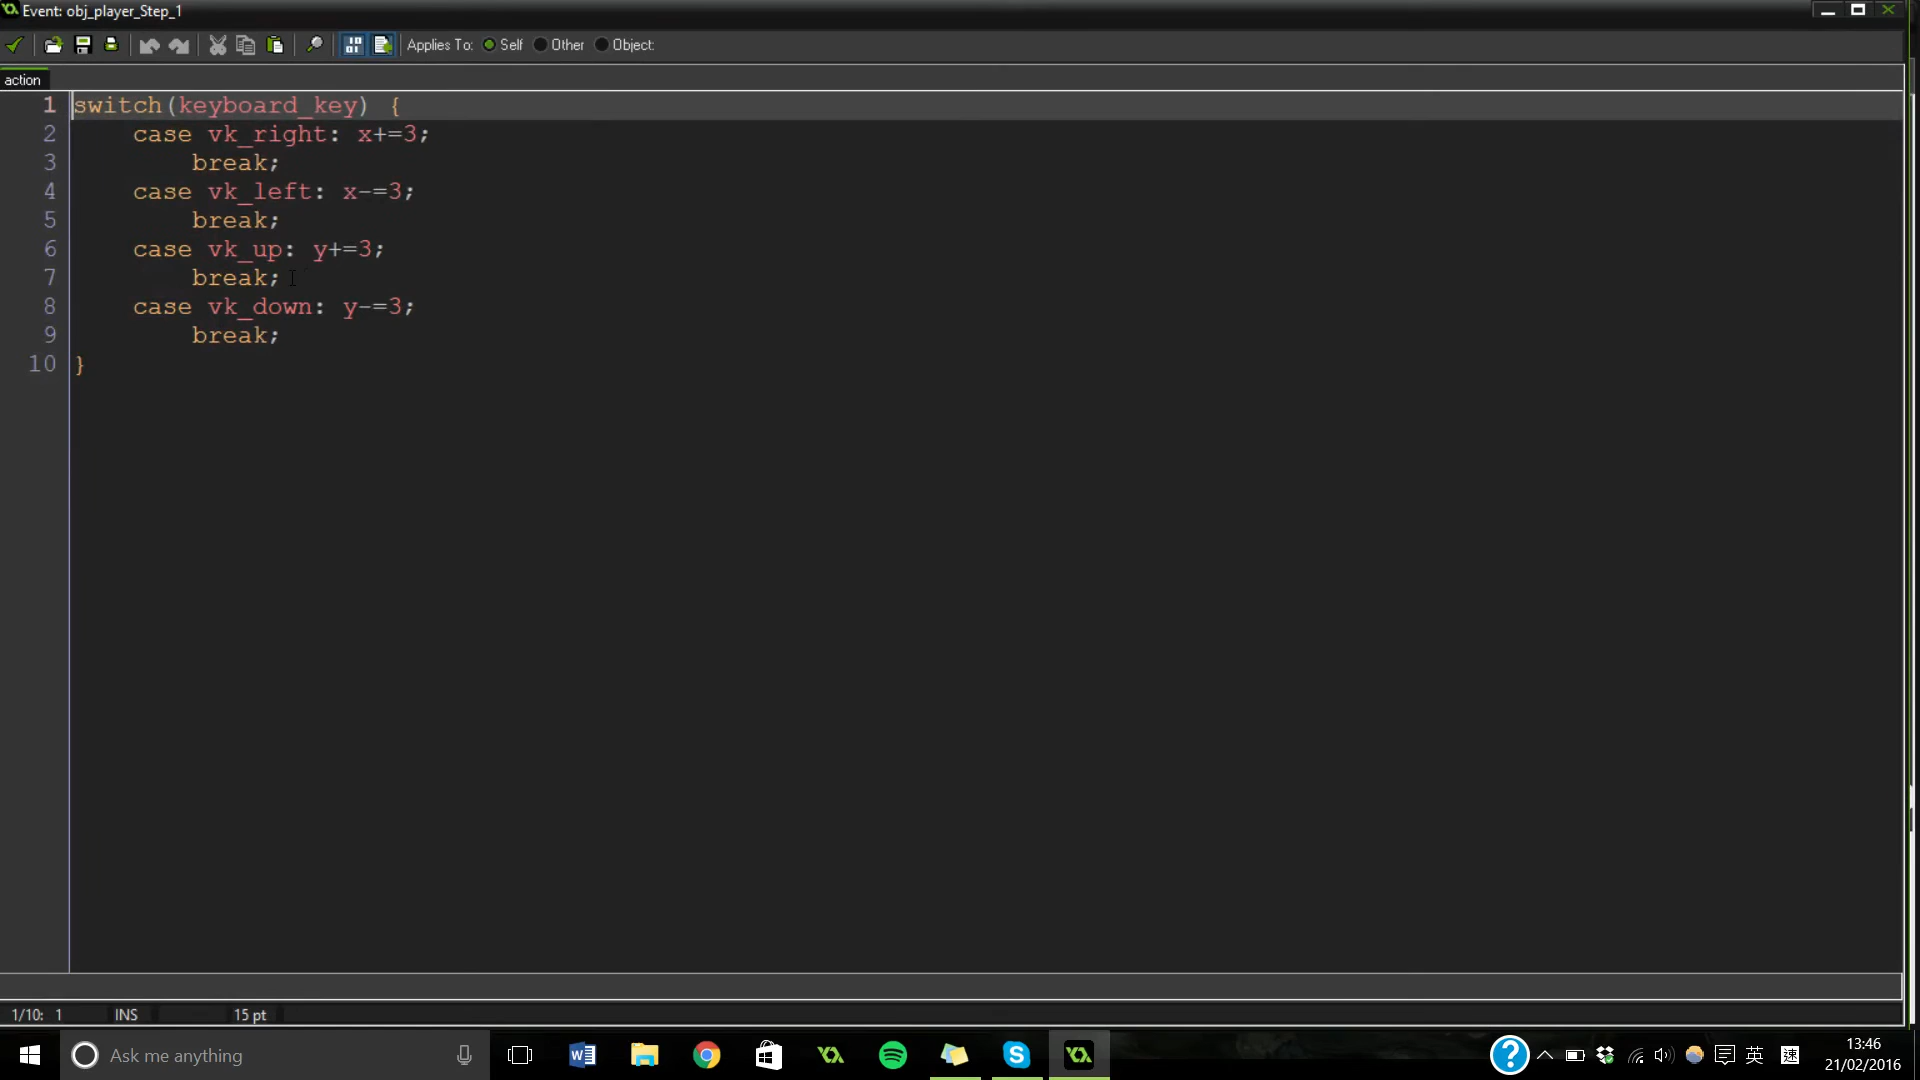 Event: obj_player_Step_1
Applies To: Self Other Object:
action
1 switch(keyboard_key) {
2 case vk_right: x+=3;
3 break;
4 case vk_left: x-=3;
5 break;
6 case vk_up: y+=3;
7 break;
8 case vk_down: y-=3;
9 break;
10 }
1/10: 1 INS 15 pt
Ask me anything
英
速
13:46
21/02/2016